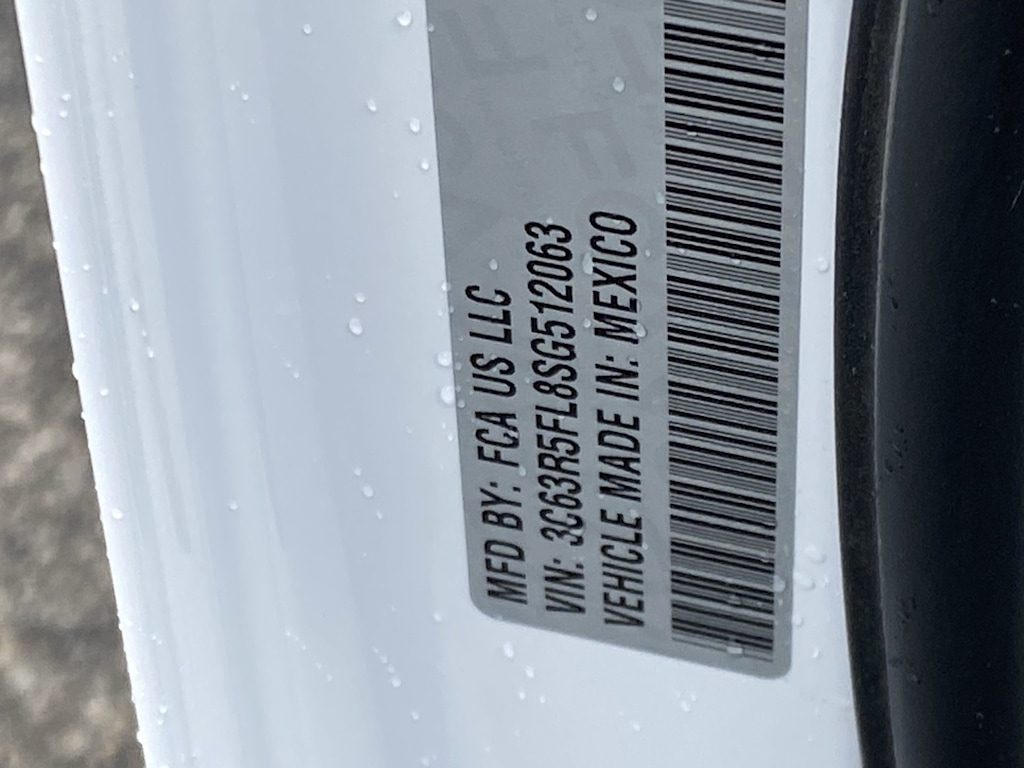 MFD BY: FCA US LLC
VIN: 3C63R5FL8SG512063
VEHICLE MADE IN: MEXICO